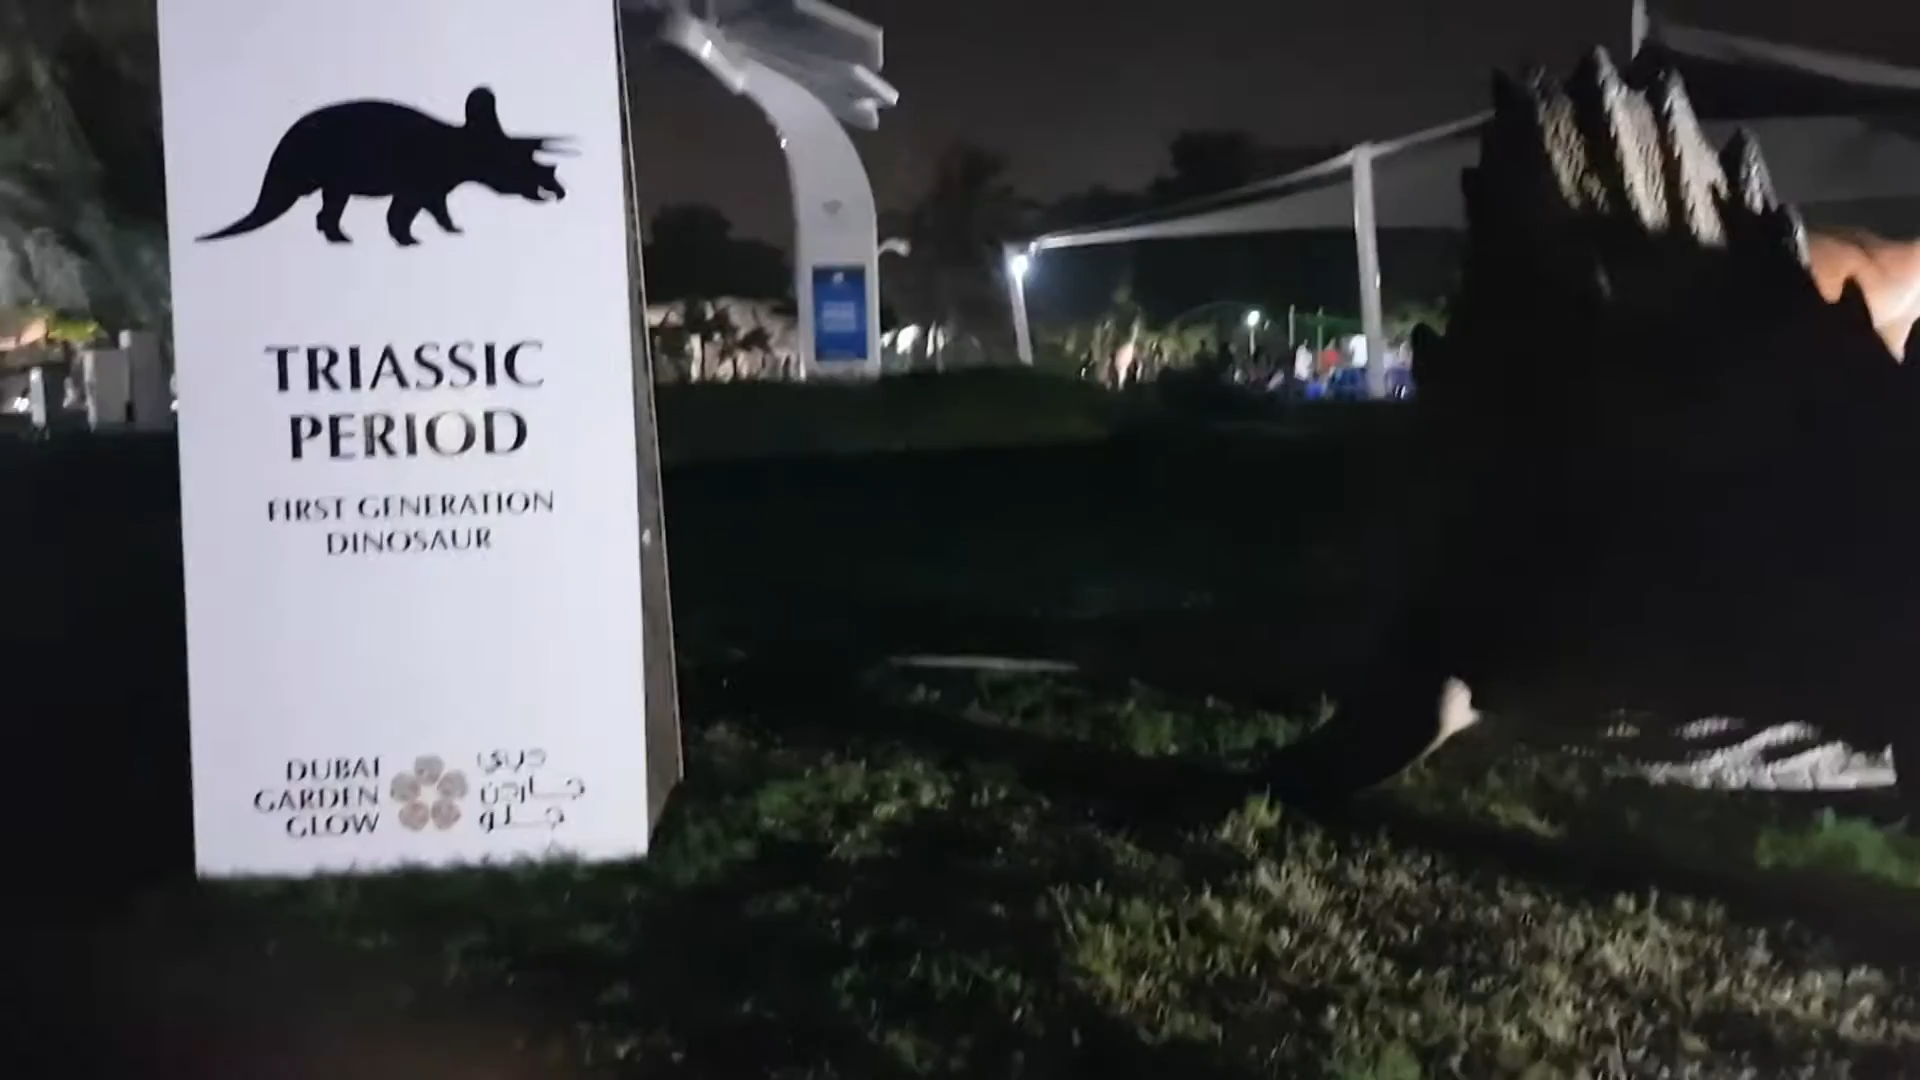 TRIASSIC
PERIOD
FIRST GENERATION
DINOSAUR
DUBAI
GARDEN
GLOW
دبي
جاردن
جلو